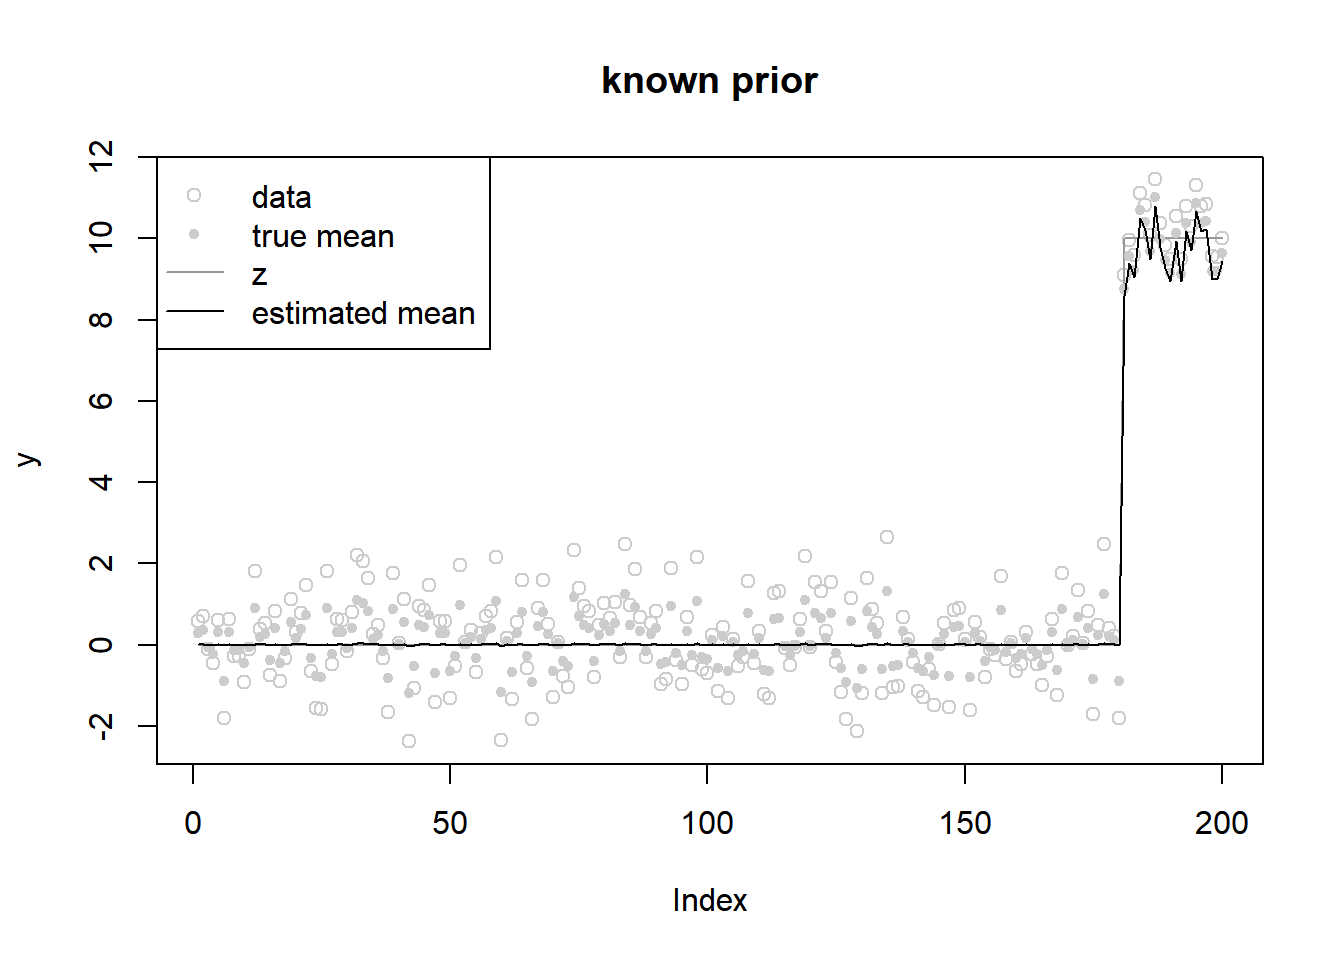 known prior
data
true mean
z
estimated mean
12
10
8
6
4
2
0
-2
y
0 50 100 150 200
Index